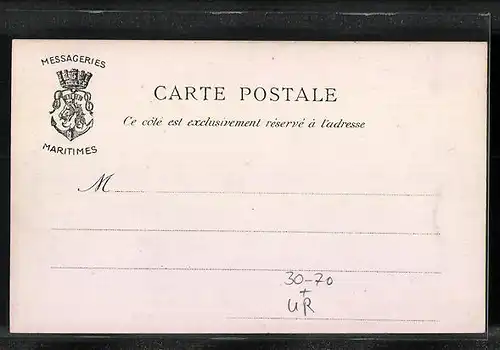 MESSAGERIES
MARITIMES
CARTE POSTALE
Ce côté est exclusivement réservé à l'adresse
M
30-70
+
UR